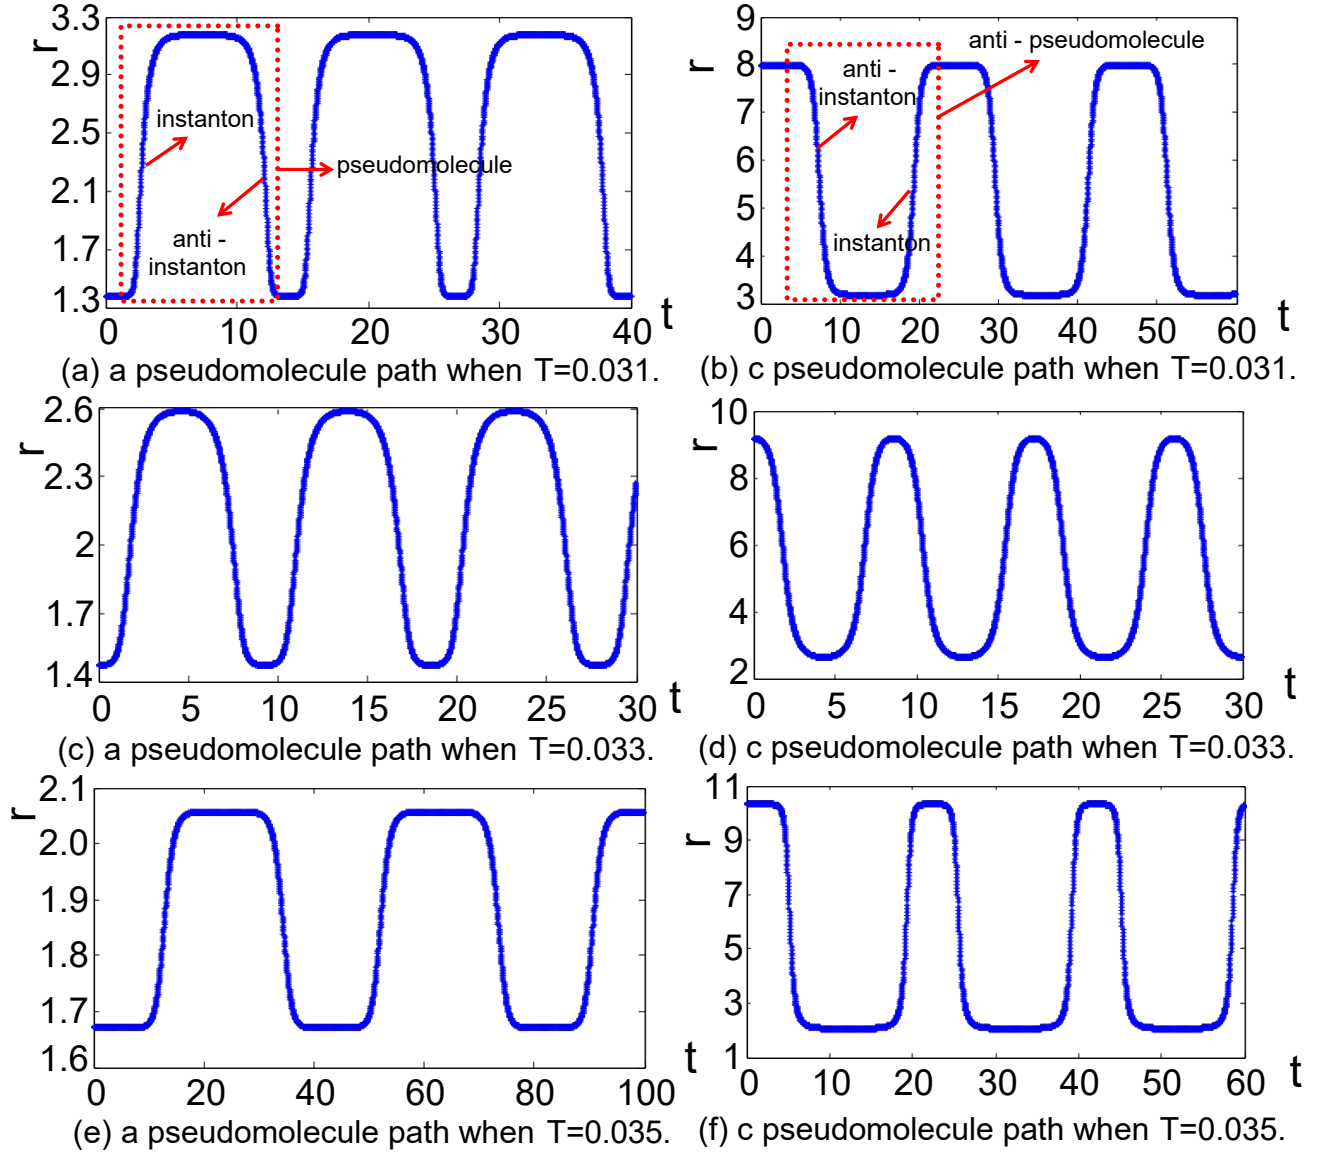 3.3
2.9
2.5
2.1
1.7
1.3
r
0 10 20 30 40 t
instanton
pseudomolecule
anti -
instanton
(a) a pseudomolecule path when T=0.031.
9
8
7
6
5
4
3
r
0 10 20 30 40 50 60 t
anti - pseudomolecule
anti -
instanton
instanton
(b) c pseudomolecule path when T=0.031.
2.6
2.3
2
1.7
1.4
r
0 5 10 15 20 25 30 t
(c) a pseudomolecule path when T=0.033.
10
8
6
4
2
r
0 5 10 15 20 25 30 t
(d) c pseudomolecule path when T=0.033.
2.1
2.0
1.9
1.8
1.7
1.6
r
0 20 40 60 80 100 t
(e) a pseudomolecule path when T=0.035.
11
9
7
5
3
1
r
0 10 20 30 40 50 60 t
(f) c pseudomolecule path when T=0.035.